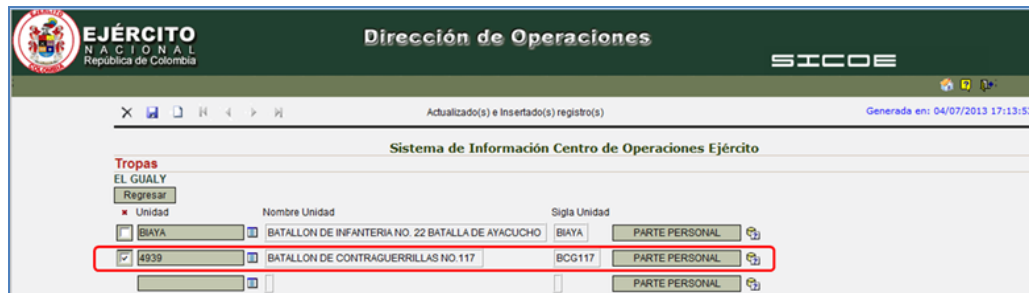 EJÉRCITO
NACIONAL
República de Colombia
Dirección de Operaciones
SICOE
Actualizado(s) e Insertado(s) registro(s)
Generada en: 04/07/2013 17:13:53
Sistema de Información Centro de Operaciones Ejército
Tropas
EL GUALY
Regresar
Unidad Nombre Unidad Sigla Unidad
BIAYA BATALLON DE INFANTERIA NO. 22 BATALLA DE AYACUCHO BIAYA PARTE PERSONAL
4939 BATALLON DE CONTRAGUERRILLAS NO.117 BCG117 PARTE PERSONAL
PARTE PERSONAL